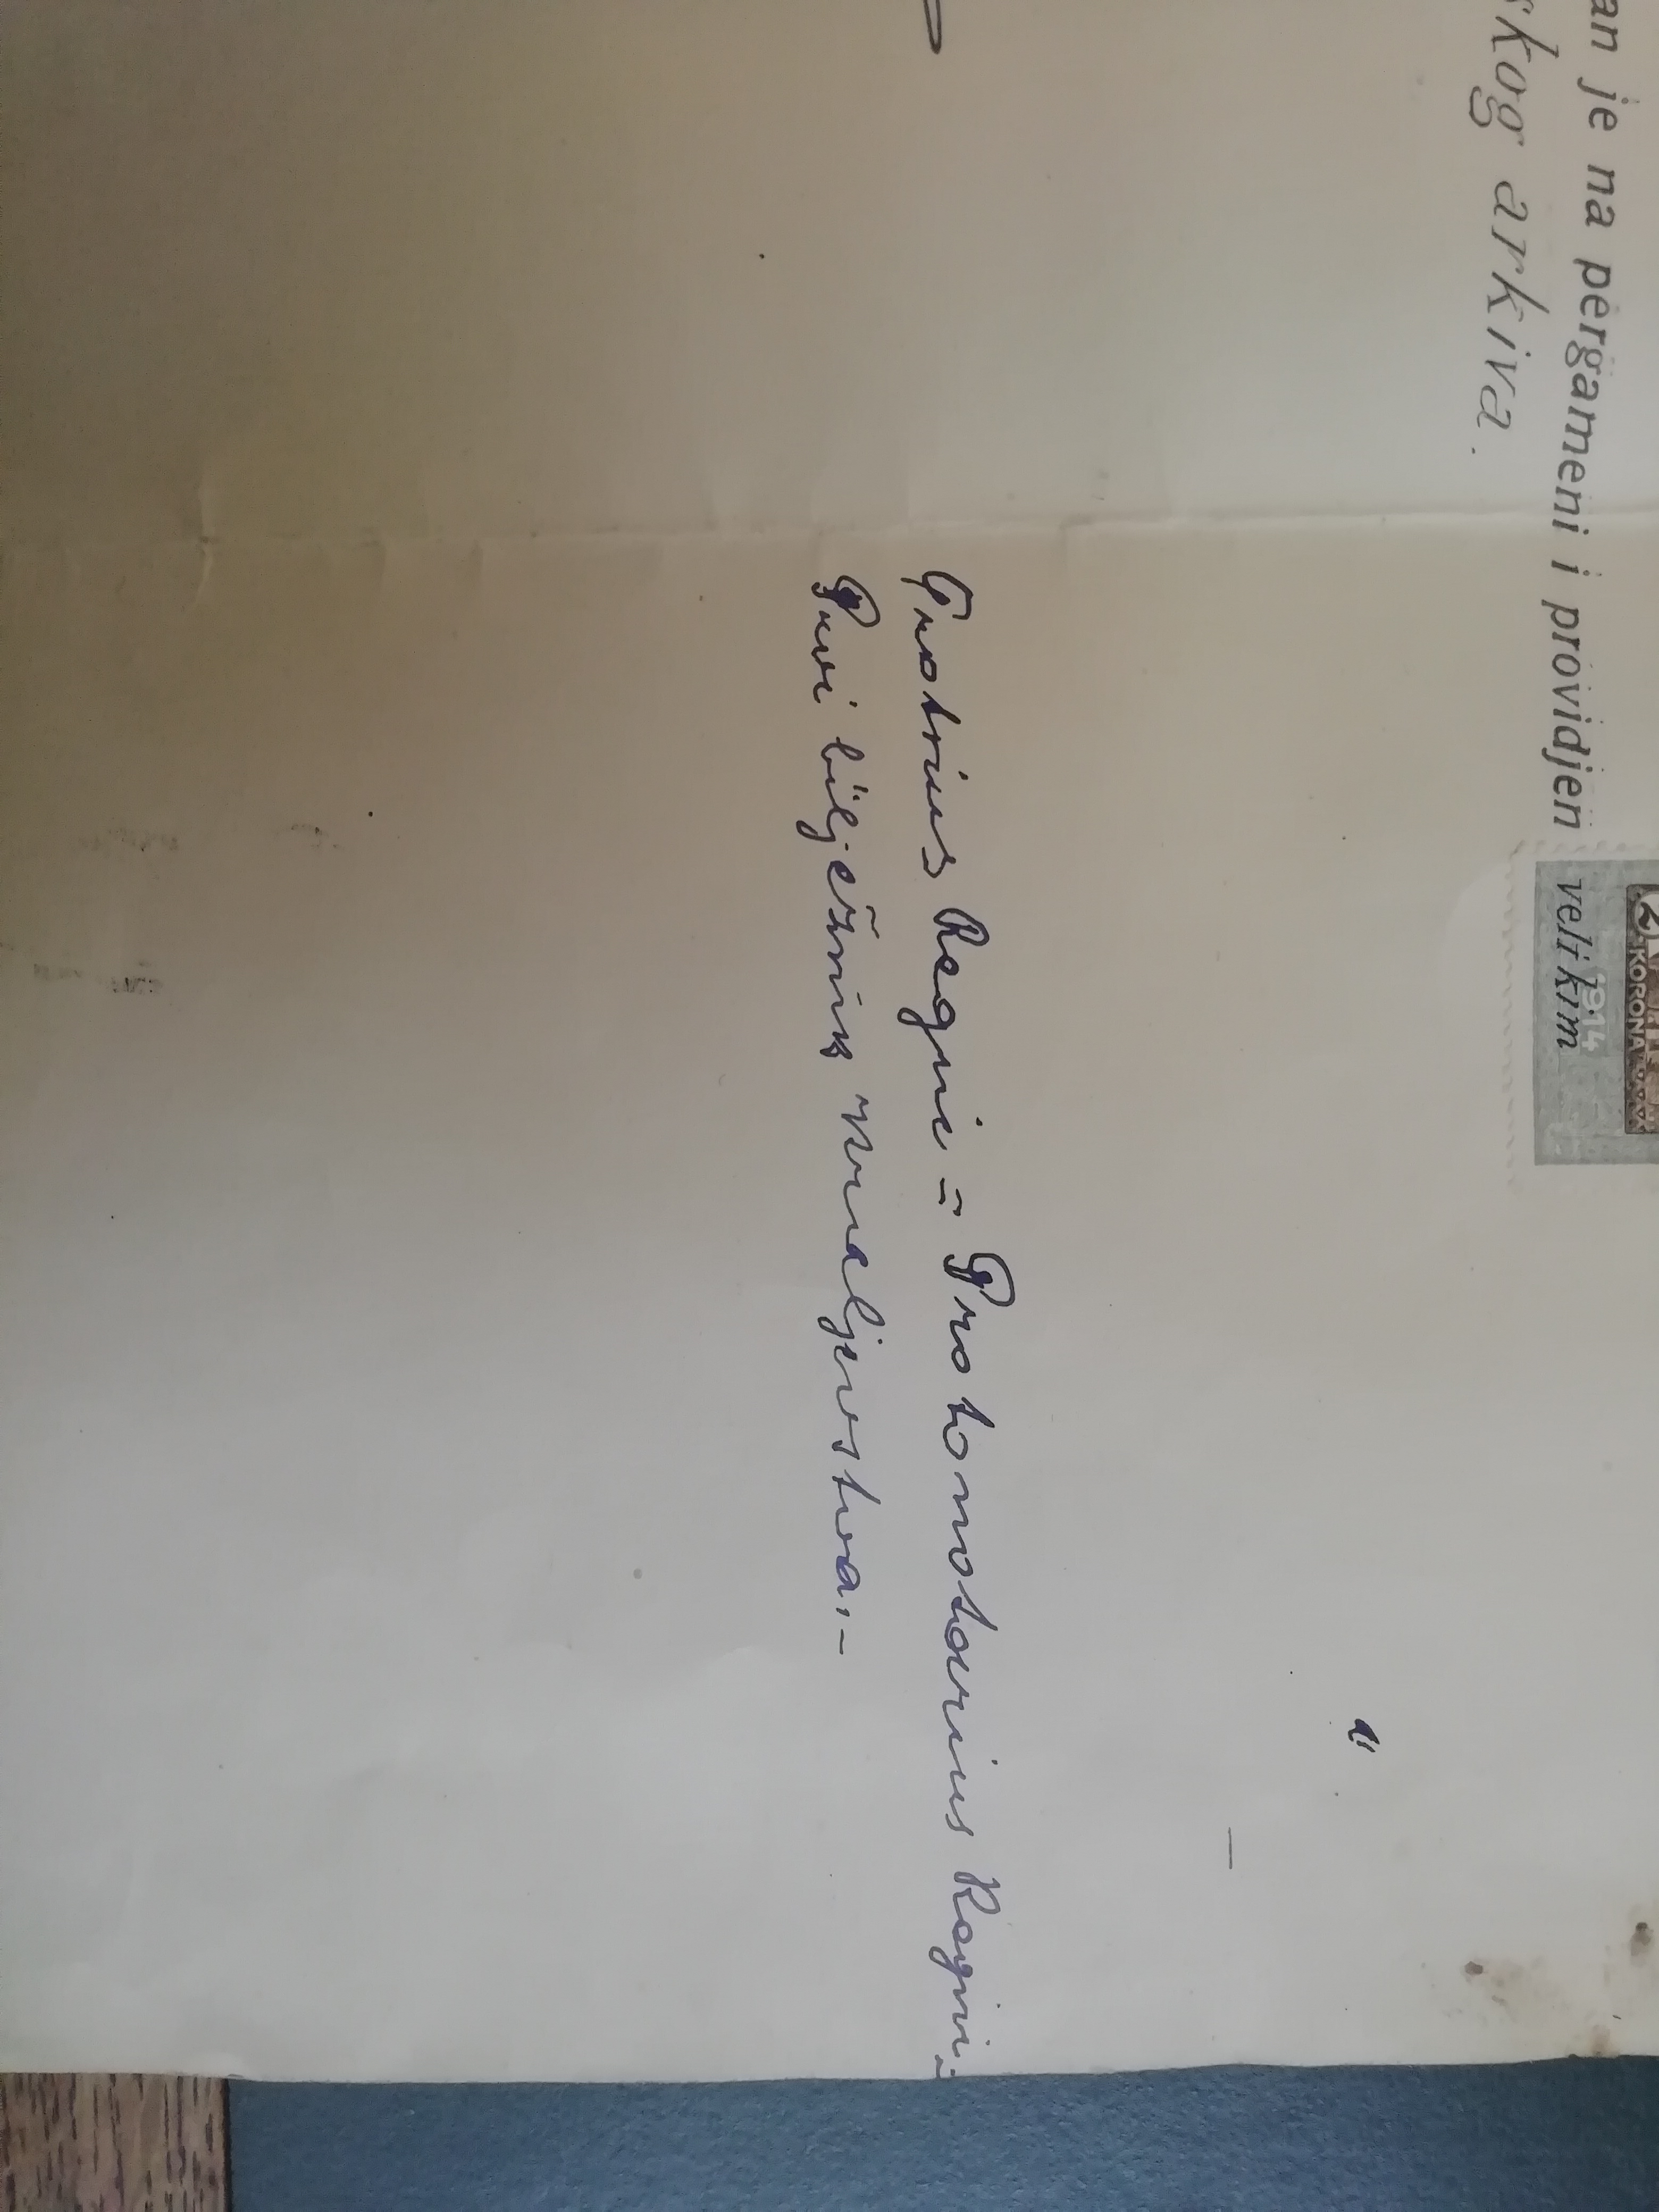 2 KORONA
1914
an je na pergameni i providjen velikim
skog arkiva.
"
Protrius Regni = Protonotarius Regni =
Prvi bilježnik Kraljevstva.-